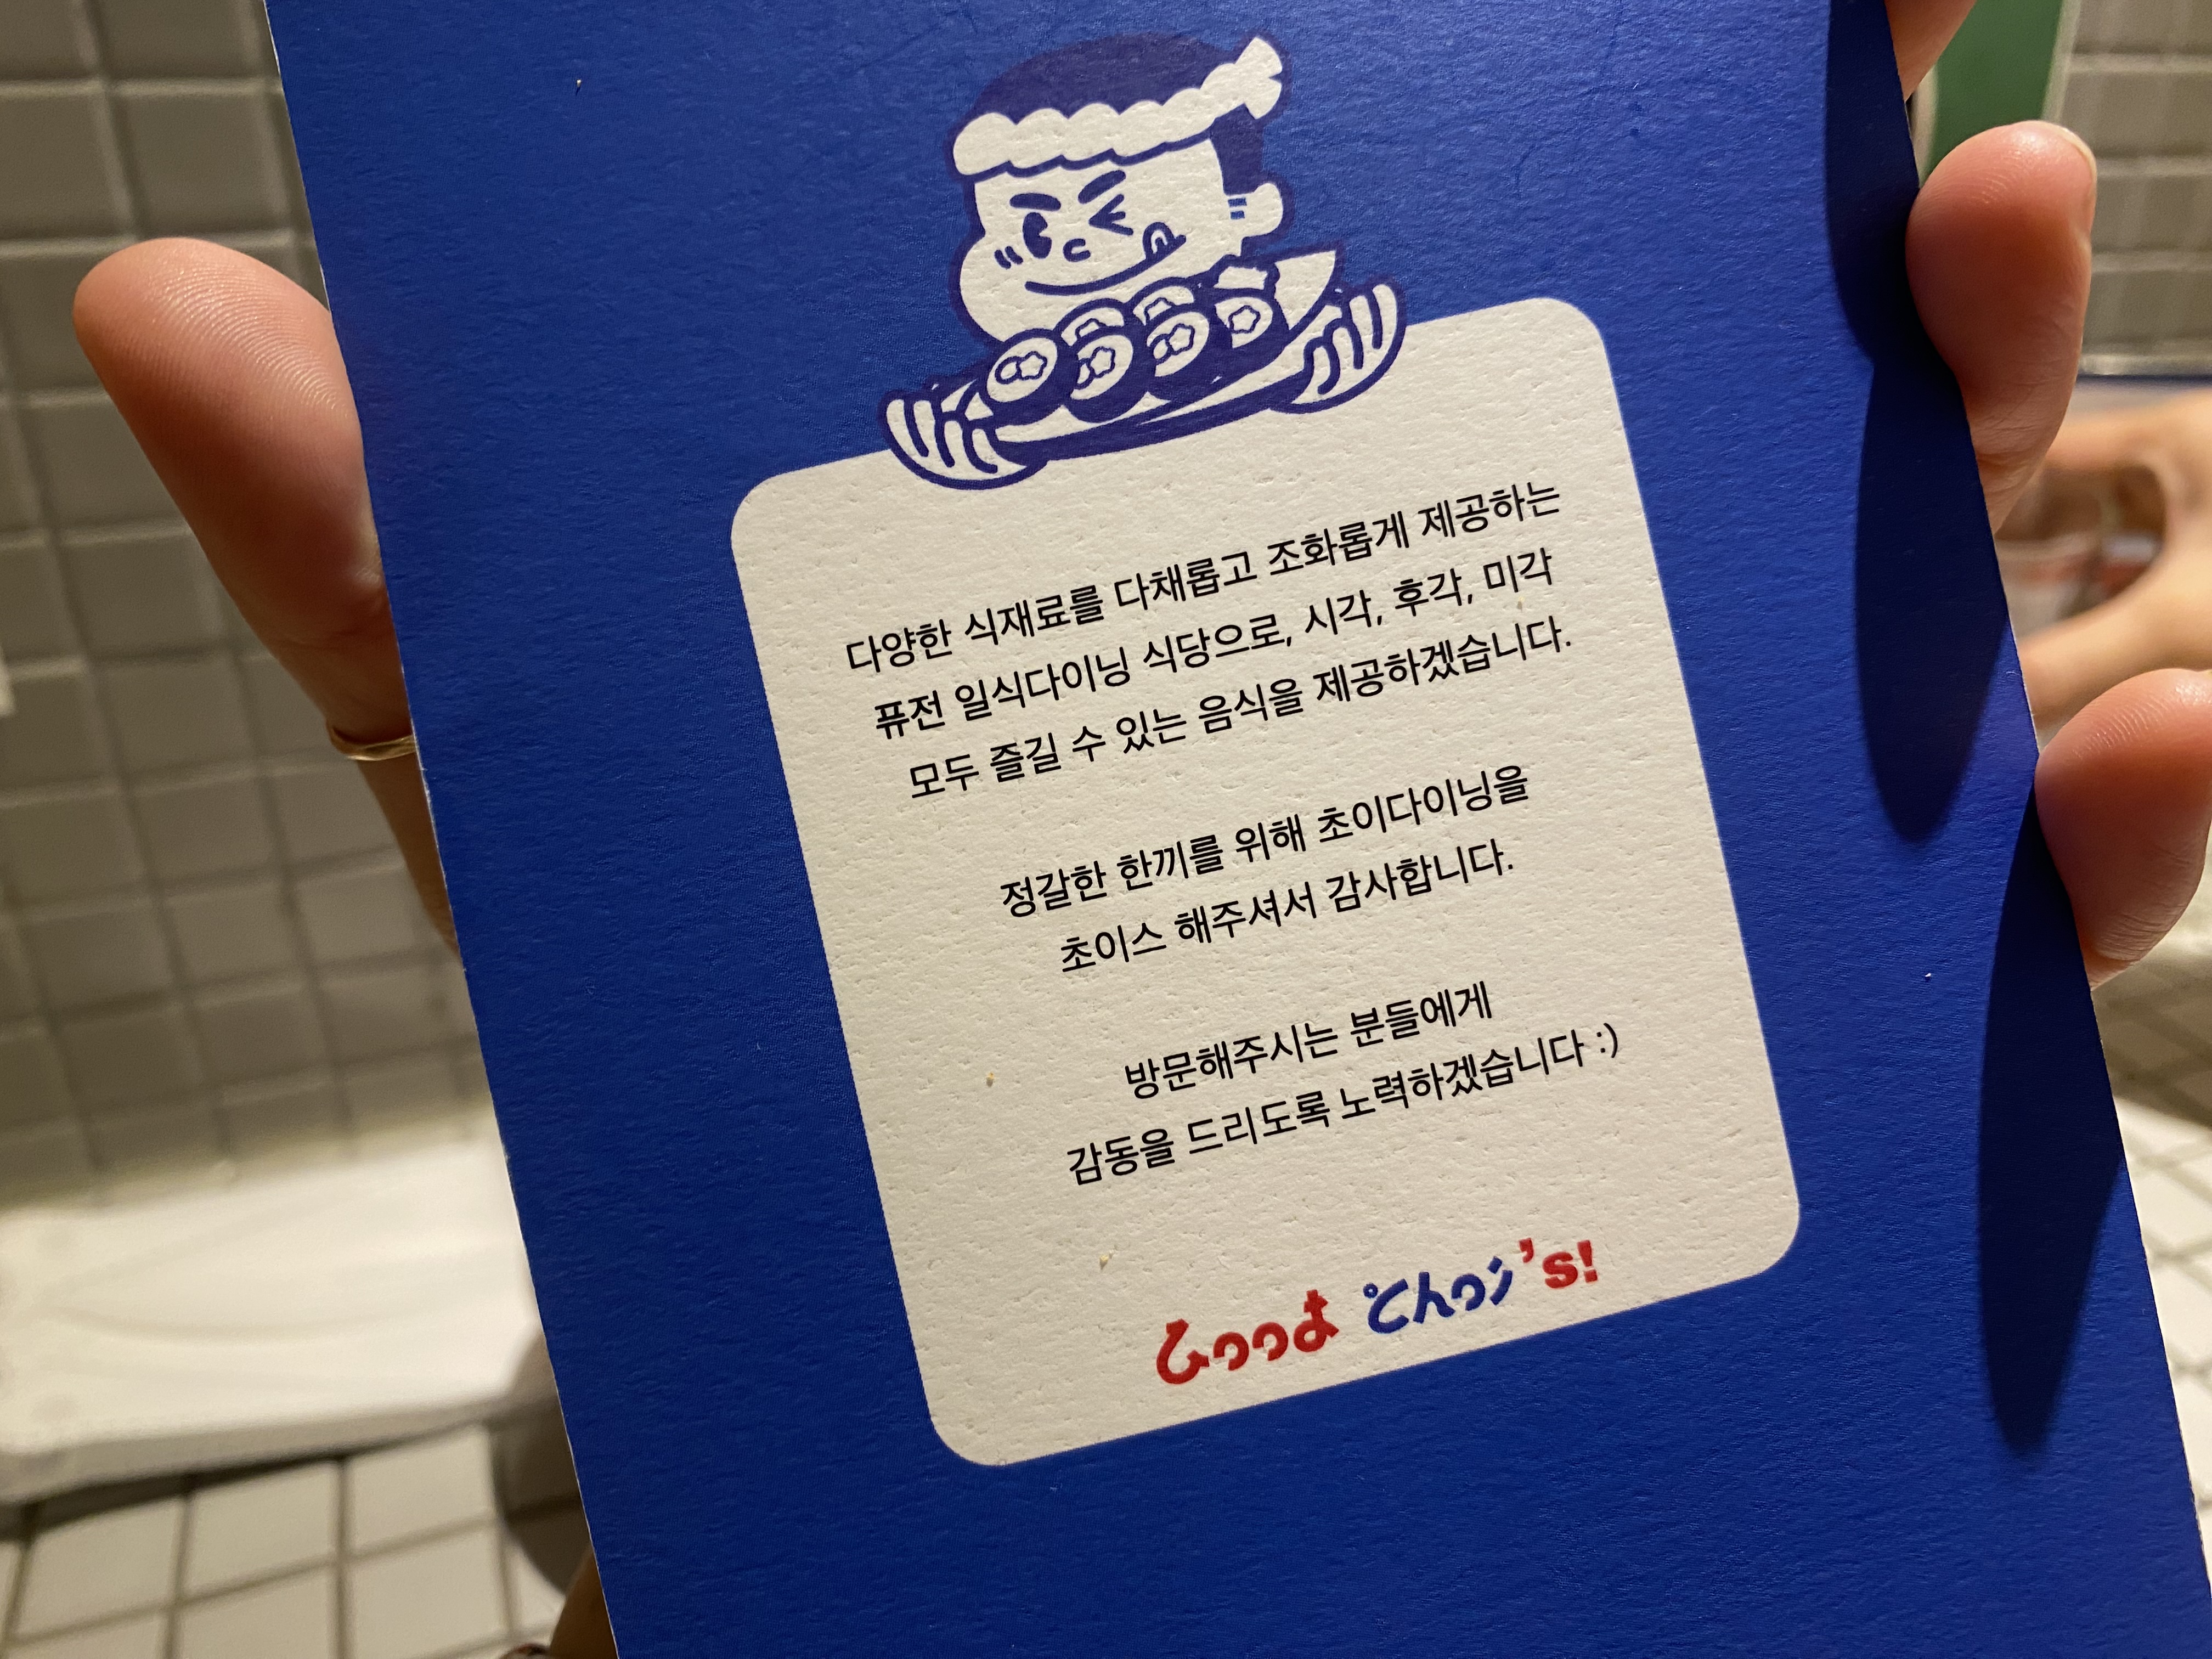 다양한 식재료를 다채롭고 조화롭게 제공하는
퓨전 일식다이닝 식당으로, 시각, 후각, 미각
모두 즐길 수 있는 음식을 제공하겠습니다.
정갈한 한끼를 위해 초이다이닝을
초이스 해주셔서 감사합니다.
방문해주시는 분들에게
감동을 드리도록 노력하겠습니다 :)
Good Choi's!